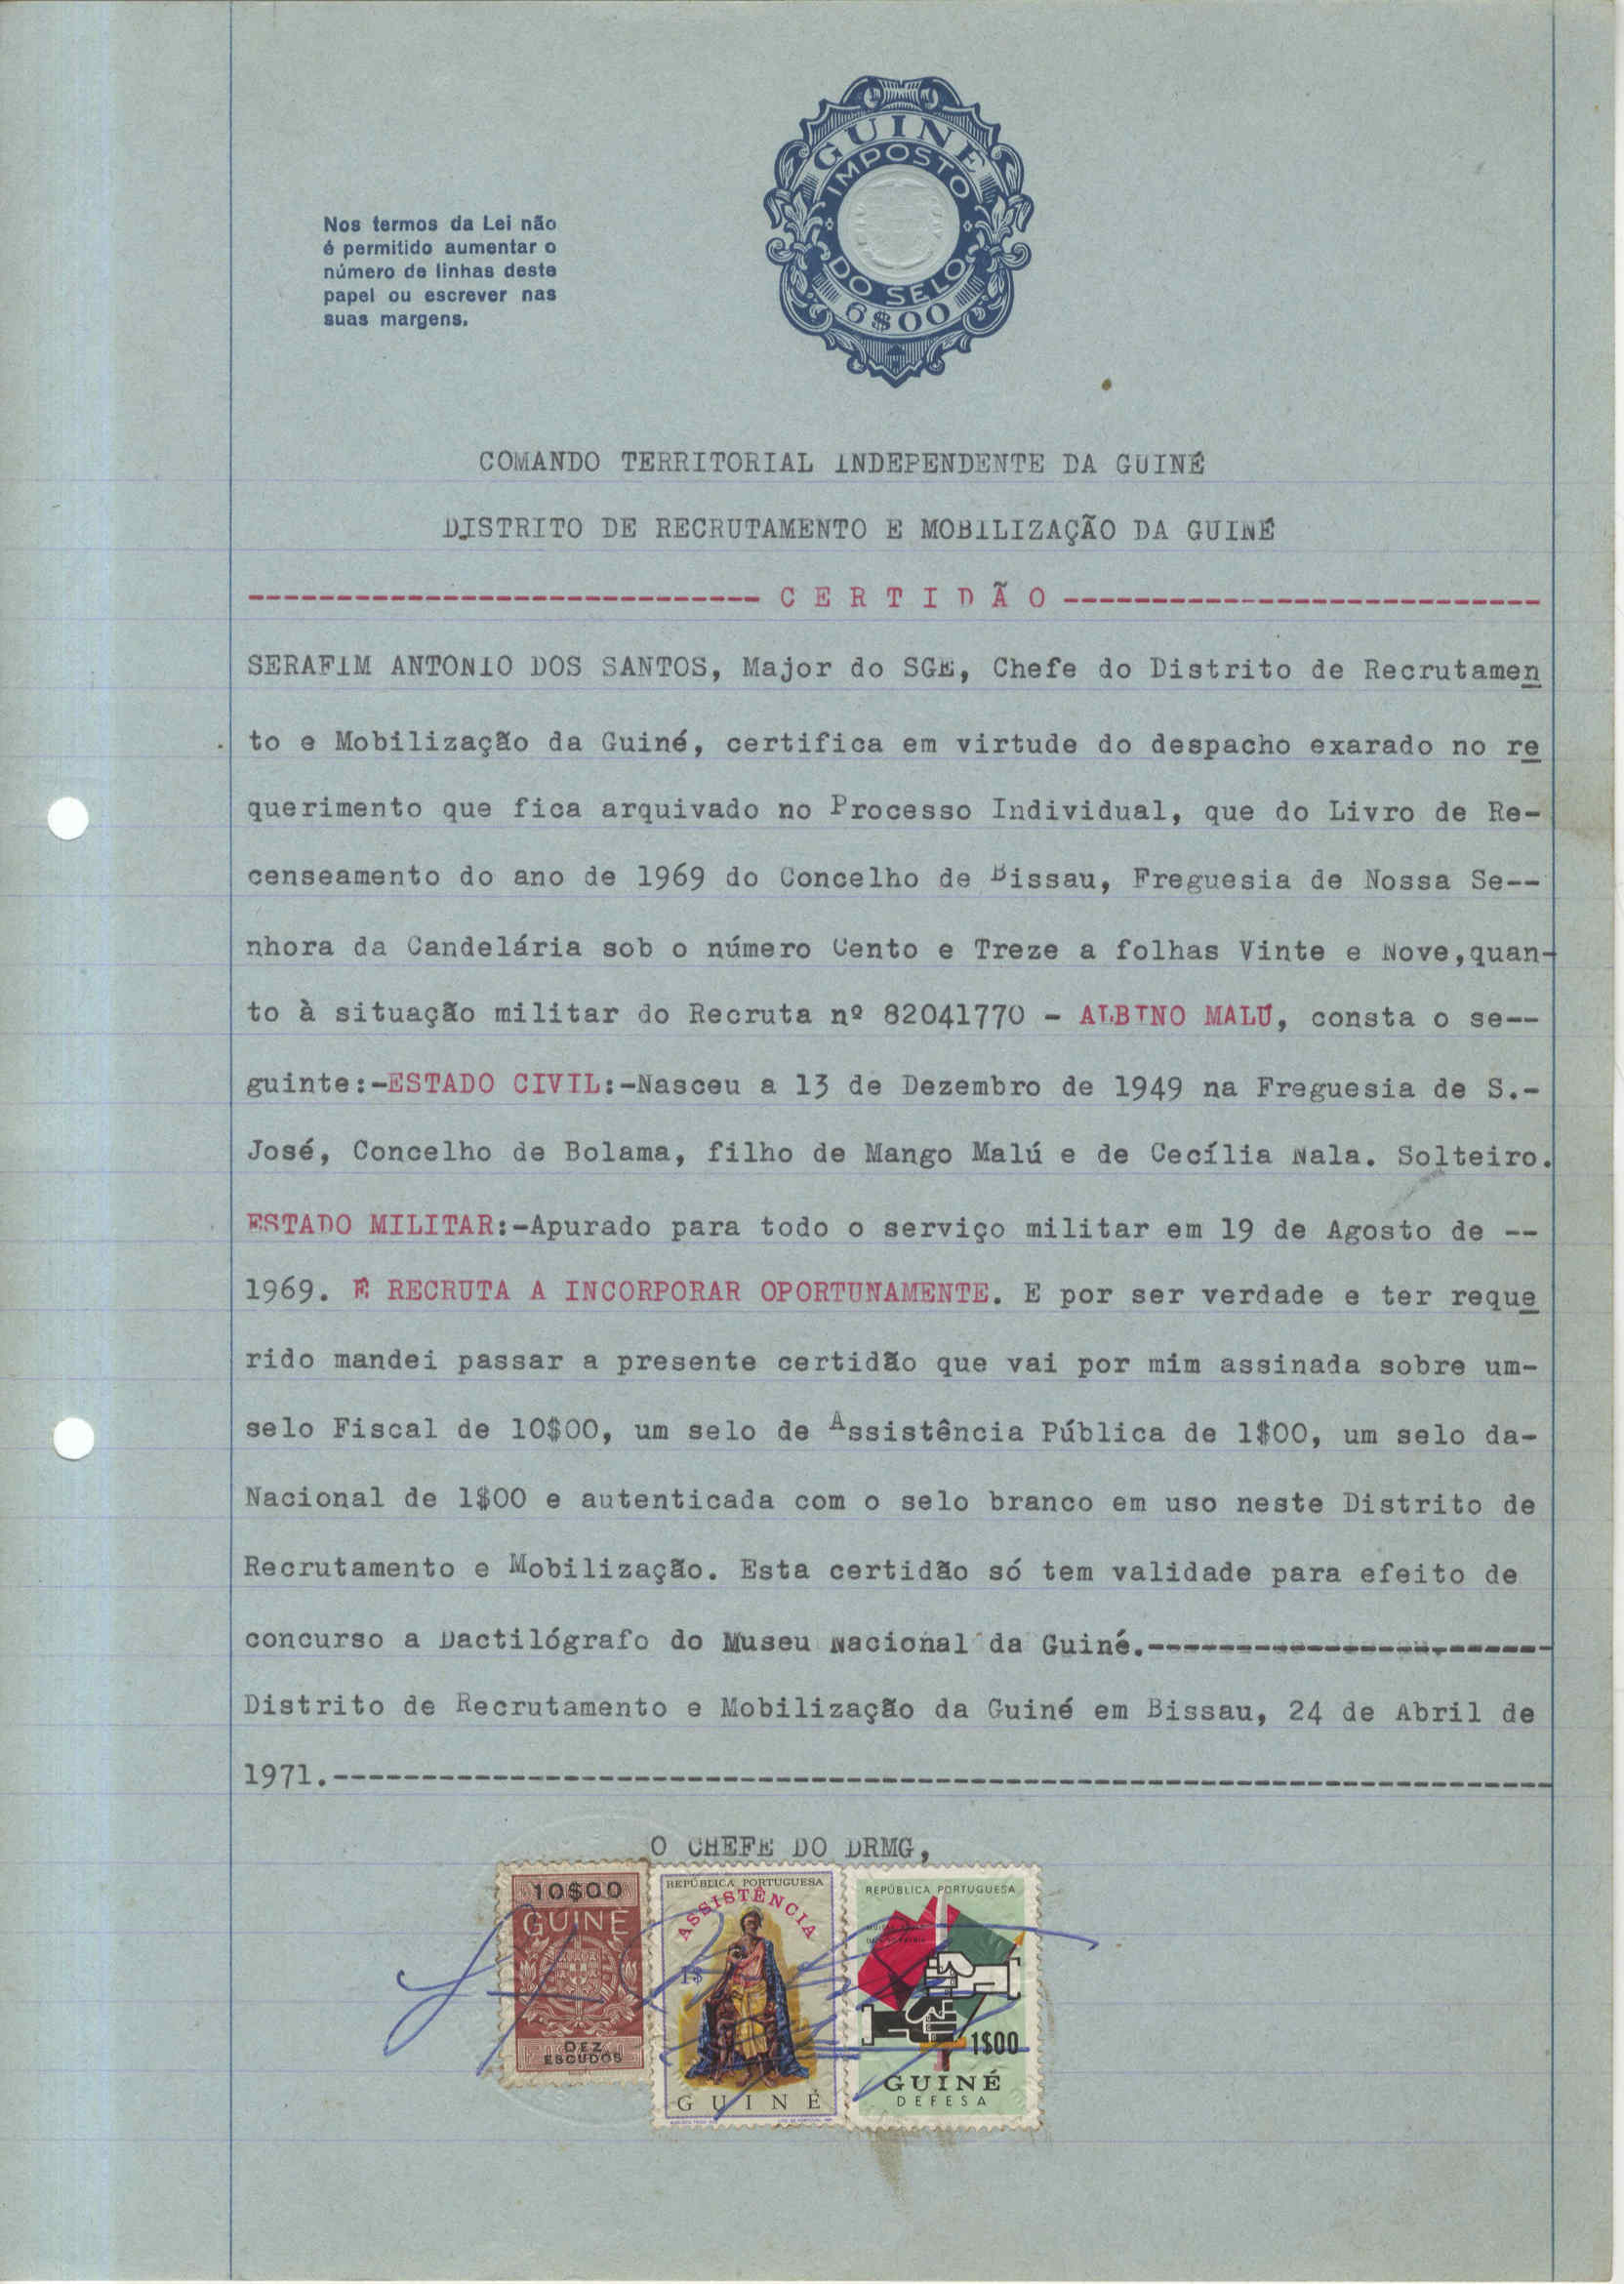 GUINÉ
IMPOSTO
DO SELO
6$00
Nos termos da Lei não
é permitido aumentar o
número de linhas deste
papel ou escrever nas
suas margens.
COMANDO TERRITORIAL INDEPENDENTE DA GUINÉ
DISTRITO DE RECRUTAMENTO E MOBILIZAÇÃO DA GUINÉ
----------------------------- C E R T I D Ã O ---------------------------
SERAFIM ANTONIO DOS SANTOS, Major do SGE, Chefe do Distrito de Recrutamen
to e Mobilização da Guiné, certifica em virtude do despacho exarado no re
querimento que fica arquivado no Processo Individual, que do Livro de Re-
censeamento do ano de 1969 do Concelho de Bissau, Freguesia de Nossa Se--
nhora da Candelária sob o número Cento e Treze a folhas Vinte e Nove,quan-
to à situação militar do Recruta nº 82041770 - ALBINO MALÚ, consta o se--
guinte:-ESTADO CIVIL:-Nasceu a 13 de Dezembro de 1949 na Freguesia de S.-
José, Concelho de Bolama, filho de Mango Malú e de Cecília Nala. Solteiro.
ESTADO MILITAR:-Apurado para todo o serviço militar em 19 de Agosto de --
1969. É RECRUTA A INCORPORAR OPORTUNAMENTE. E por ser verdade e ter reque
rido mandei passar a presente certidão que vai por mim assinada sobre um-
selo Fiscal de 10$00, um selo de Assistência Pública de 1$00, um selo da-
Nacional de 1$00 e autenticada com o selo branco em uso neste Distrito de
Recrutamento e Mobilização. Esta certidão só tem validade para efeito de
concurso a Dactilógrafo do Museu Nacional da Guiné.-----------------------
Distrito de Recrutamento e Mobilização da Guiné em Bissau, 24 de Abril de
1971.---------------------------------------------------------------------
O CHEFE DO DRMG,
10$00
GUINÉ
DEZ
ESCUDOS
REPÚBLICA PORTUGUESA
ASSISTÊNCIA
1$
GUINÉ
REPÚBLICA PORTUGUESA
1$00
GUINÉ
DEFESA